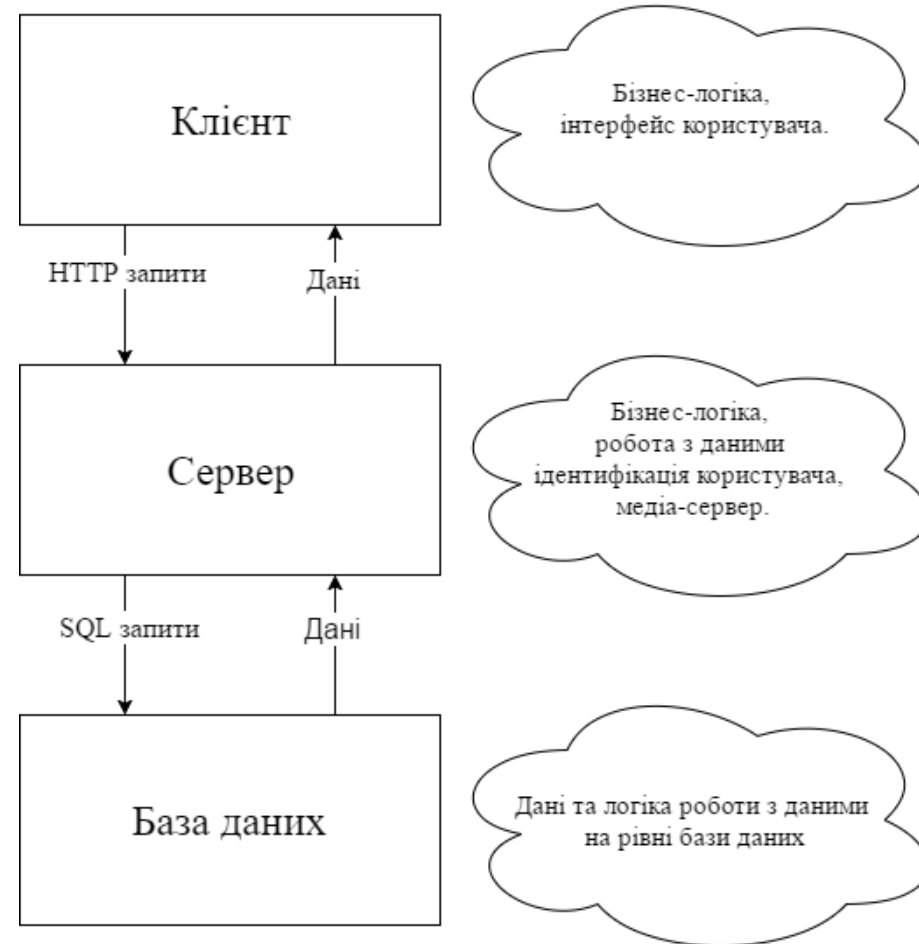 Клієнт
Бізнес-логіка,
інтерфейс користувача.
HTTP запити
Дані
Сервер
Бізнес-логіка,
робота з даними
ідентифікація користувача,
медіа-сервер.
SQL запити
Дані
База даних
Дані та логіка роботи з даними
на рівні бази даних